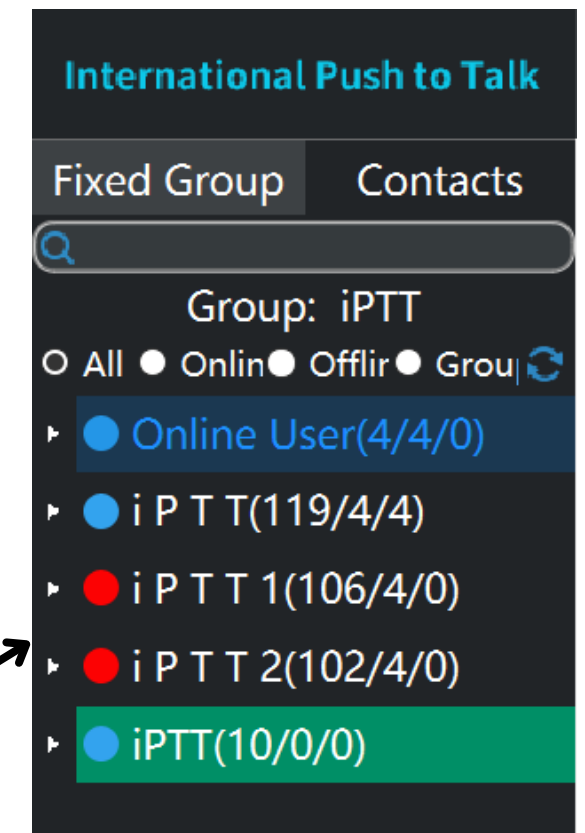 International Push to Talk
Fixed Group Contacts
Group: iPTT
All Onlin Offlir Grou
Online User(4/4/0)
i P T T(119/4/4)
i P T T 1(106/4/0)
i P T T 2(102/4/0)
iPTT(10/0/0)